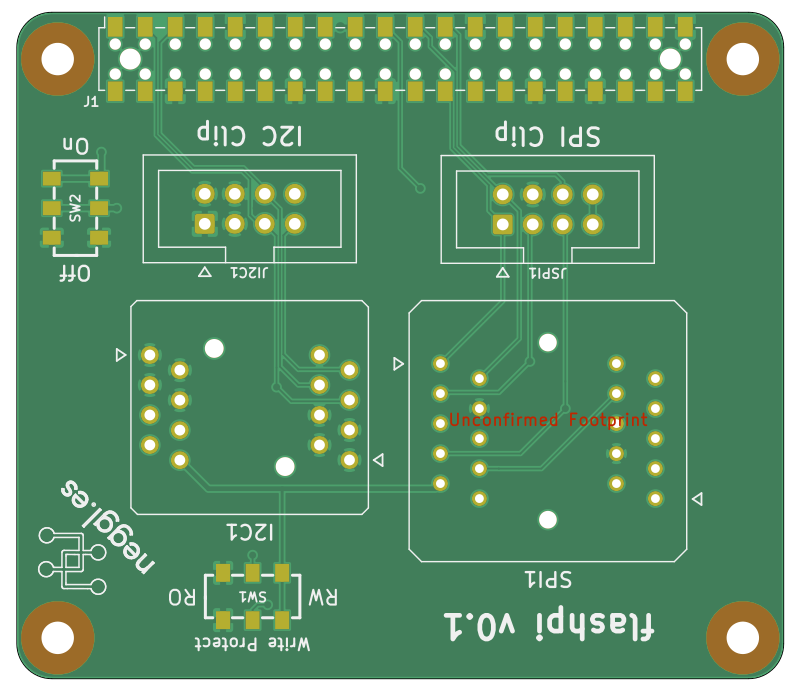 J1
I2C Clip
SPI Clip
On
SW2
Off
JI2C1
JSPI1
Unconfirmed Footprint
neggl.es
I2C1
SPI1
RO
SW1
RW
Write Protect
flashpi v0.1